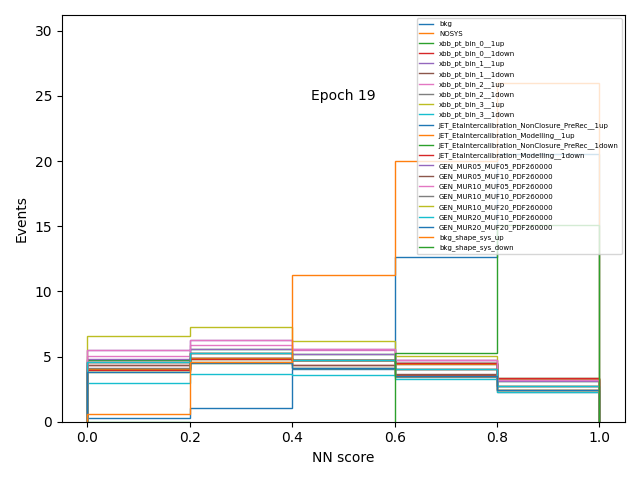 bkg
NOSYS
xbb_pt_bin_0__1up
xbb_pt_bin_0__1down
xbb_pt_bin_1__1up
xbb_pt_bin_1__1down
xbb_pt_bin_2__1up
xbb_pt_bin_2__1down
xbb_pt_bin_3__1up
xbb_pt_bin_3__1down
JET_EtaIntercalibration_NonClosure_PreRec__1up
JET_EtaIntercalibration_Modelling__1up
JET_EtaIntercalibration_NonClosure_PreRec__1down
JET_EtaIntercalibration_Modelling__1down
GEN_MUR05_MUF05_PDF260000
GEN_MUR05_MUF10_PDF260000
GEN_MUR10_MUF05_PDF260000
GEN_MUR10_MUF10_PDF260000
GEN_MUR10_MUF20_PDF260000
GEN_MUR20_MUF10_PDF260000
GEN_MUR20_MUF20_PDF260000
bkg_shape_sys_up
bkg_shape_sys_down
Epoch 19
30
25
20
15
10
5
0
Events
0.0 0.2 0.4 0.6 0.8 1.0
NN score